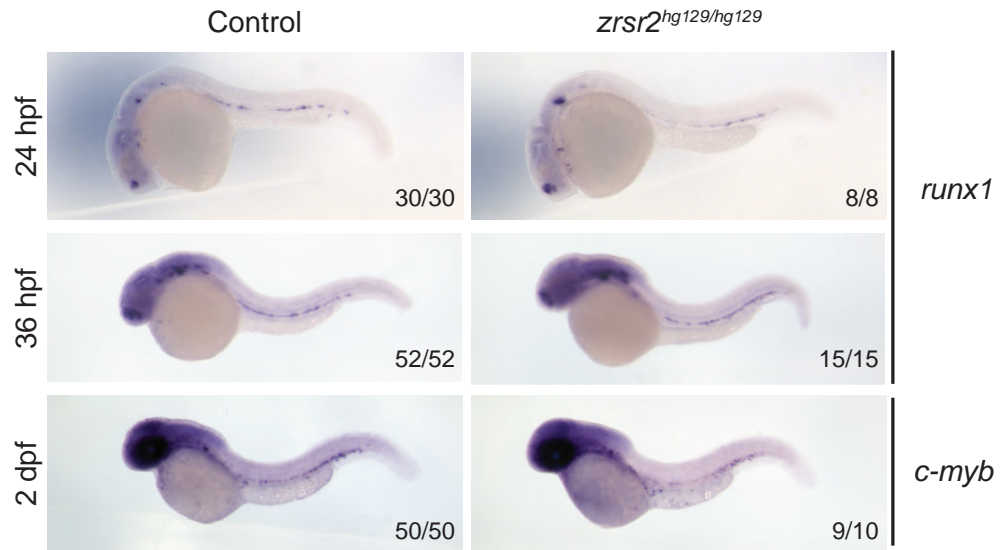 Control
zrsr2hg129/hg129
24 hpf
30/30
8/8
runx1
36 hpf
52/52
15/15
2 dpf
50/50
9/10
c-myb